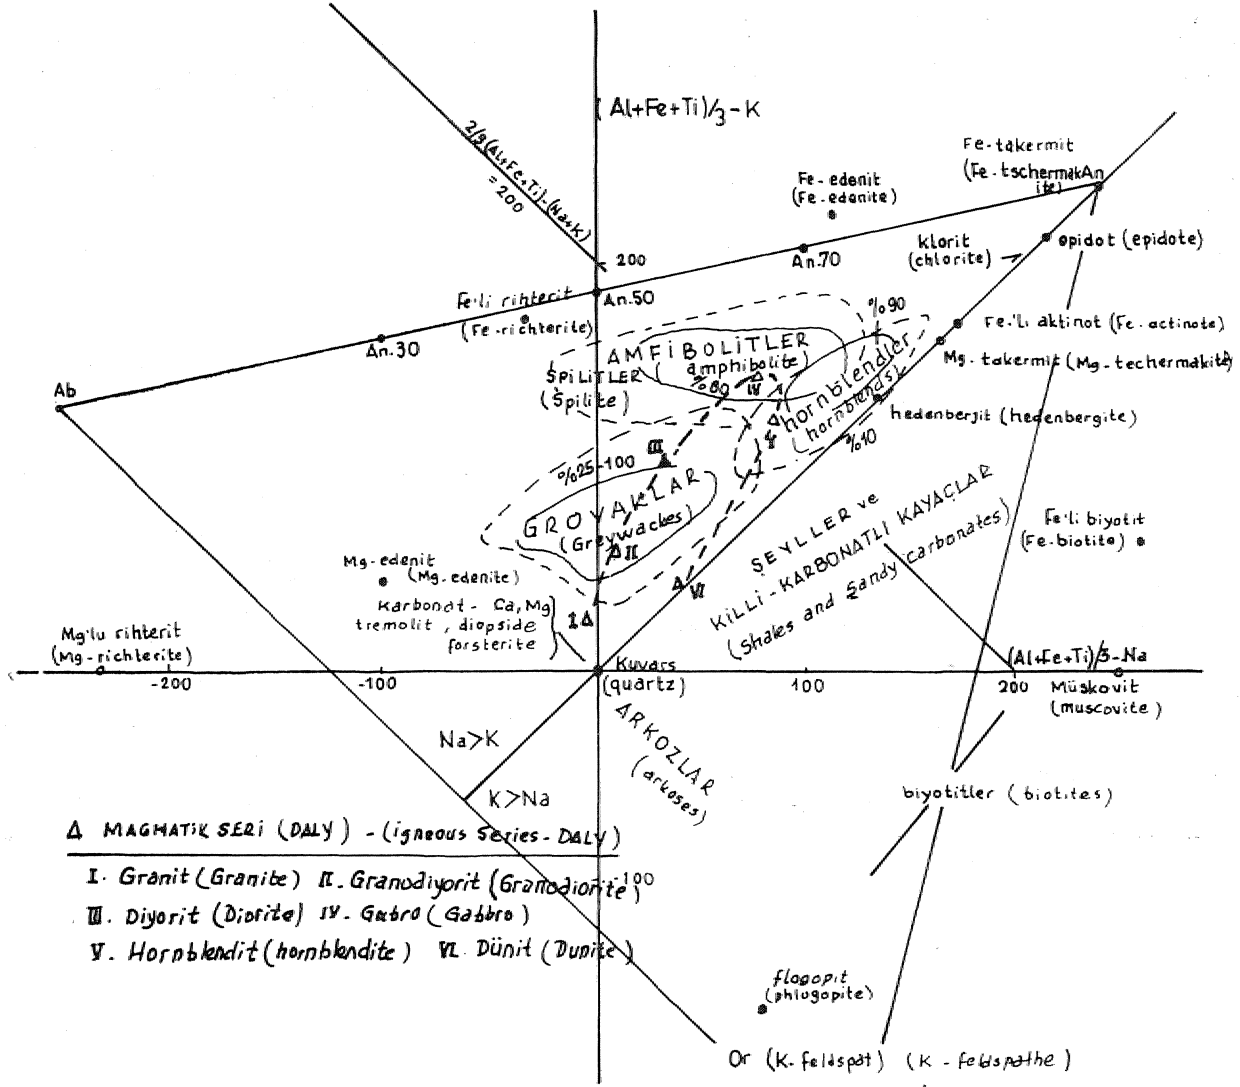 (Al+Fe+Ti)/3-K
2/9(Al+Fe+Ti)-(Na+K)
= 200
Fe-takermit
(Fe-tschermak
ite)
An
Fe-edenit
(Fe-edenite)
epidot (epidote)
klorit
(chlorite)
200
An.70
An.50
Fe'li rihterit
(Fe-richterite)
An.30
%90
Fe.'li aktinot (Fe-actinote)
Mg-takermit (Mg-techermakite)
AMFİBOLİTLER
(amphibolite)
hornblendler
(hornblends)
SPİLİTLER
(Spilite)
%60
IV
V
Ab
hedenberjit (hedenbergite)
%10
III
%25-100
GROVAKLAR
(Greywackes)
II
ŞEYLLER ve
KİLLİ-KARBONATLI KAYAÇLAR
(Shales and Sandy carbonates)
Fe'li biyotit
(Fe-biotite)
Mg-edenit
(Mg-edenite)
VI
Karbonat - Ca, Mg
tremolit, diopside
forsterite
I
Mg'lu rihterit
(Mg-richterite)
Kuvars
(quartz)
(Al+Fe+Ti)/3-Na
-200
-100
100
200
Müskovit
(muscovite)
ARKOZLAR
(arkoses)
Na>K
K>Na
biyotitler (biotites)
Δ MAGMATİK SERİ (DALY) - (igneous Series-DALY)
I. Granit (Granite) II. Granodiyorit (Granodiorite)
-100
III. Diyorit (Diorite) IV- Gabro (Gabbro)
V. Hornblendit (hornblendite) VI. Dünit (Dunite)
flogopit
(phlogopite)
Or (K-feldspat) (K-feldspathe)